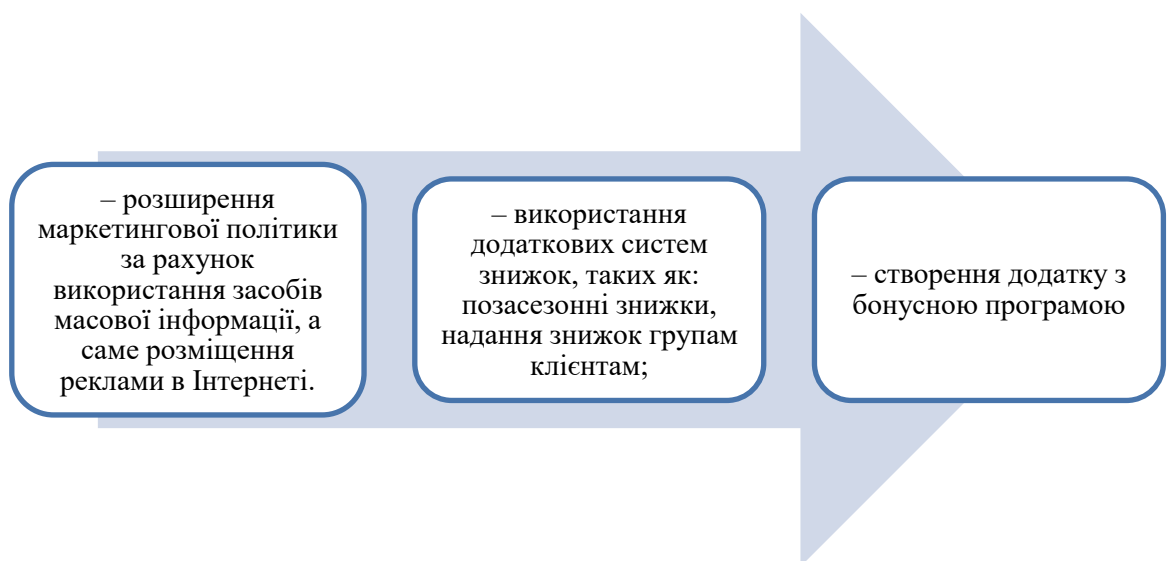 – розширення
маркетингової політики
за рахунок
використання засобів
масової інформації, а
саме розміщення
реклами в Інтернеті.
– використання
додаткових систем
знижок, таких як:
позасезонні знижки,
надання знижок групам
клієнтам;
– створення додатку з
бонусною програмою